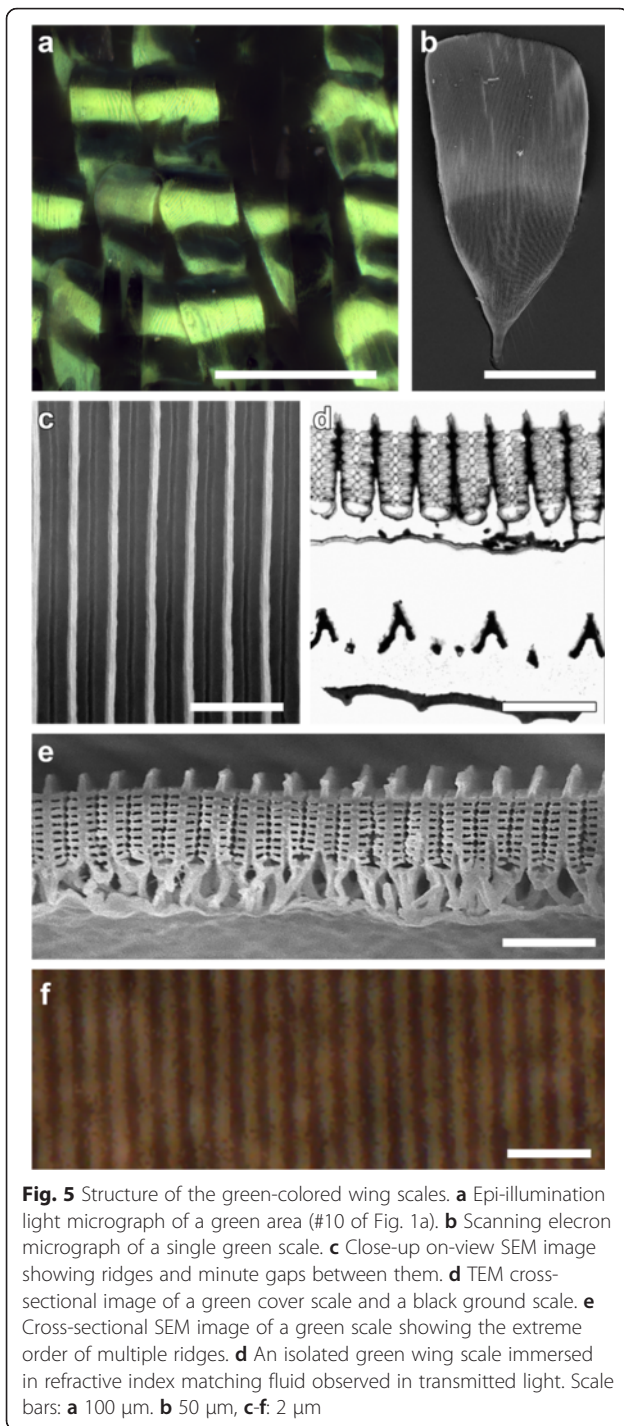 a
b
c
d
e
f
Fig. 5 Structure of the green-colored wing scales. a Epi-illumination
light micrograph of a green area (#10 of Fig. 1a). b Scanning elecron
micrograph of a single green scale. c Close-up on-view SEM image
showing ridges and minute gaps between them. d TEM cross-
sectional image of a green cover scale and a black ground scale. e
Cross-sectional SEM image of a green scale showing the extreme
order of multiple ridges. d An isolated green wing scale immersed
in refractive index matching fluid observed in transmitted light. Scale
bars: a 100 μm. b 50 μm, c-f: 2 μm